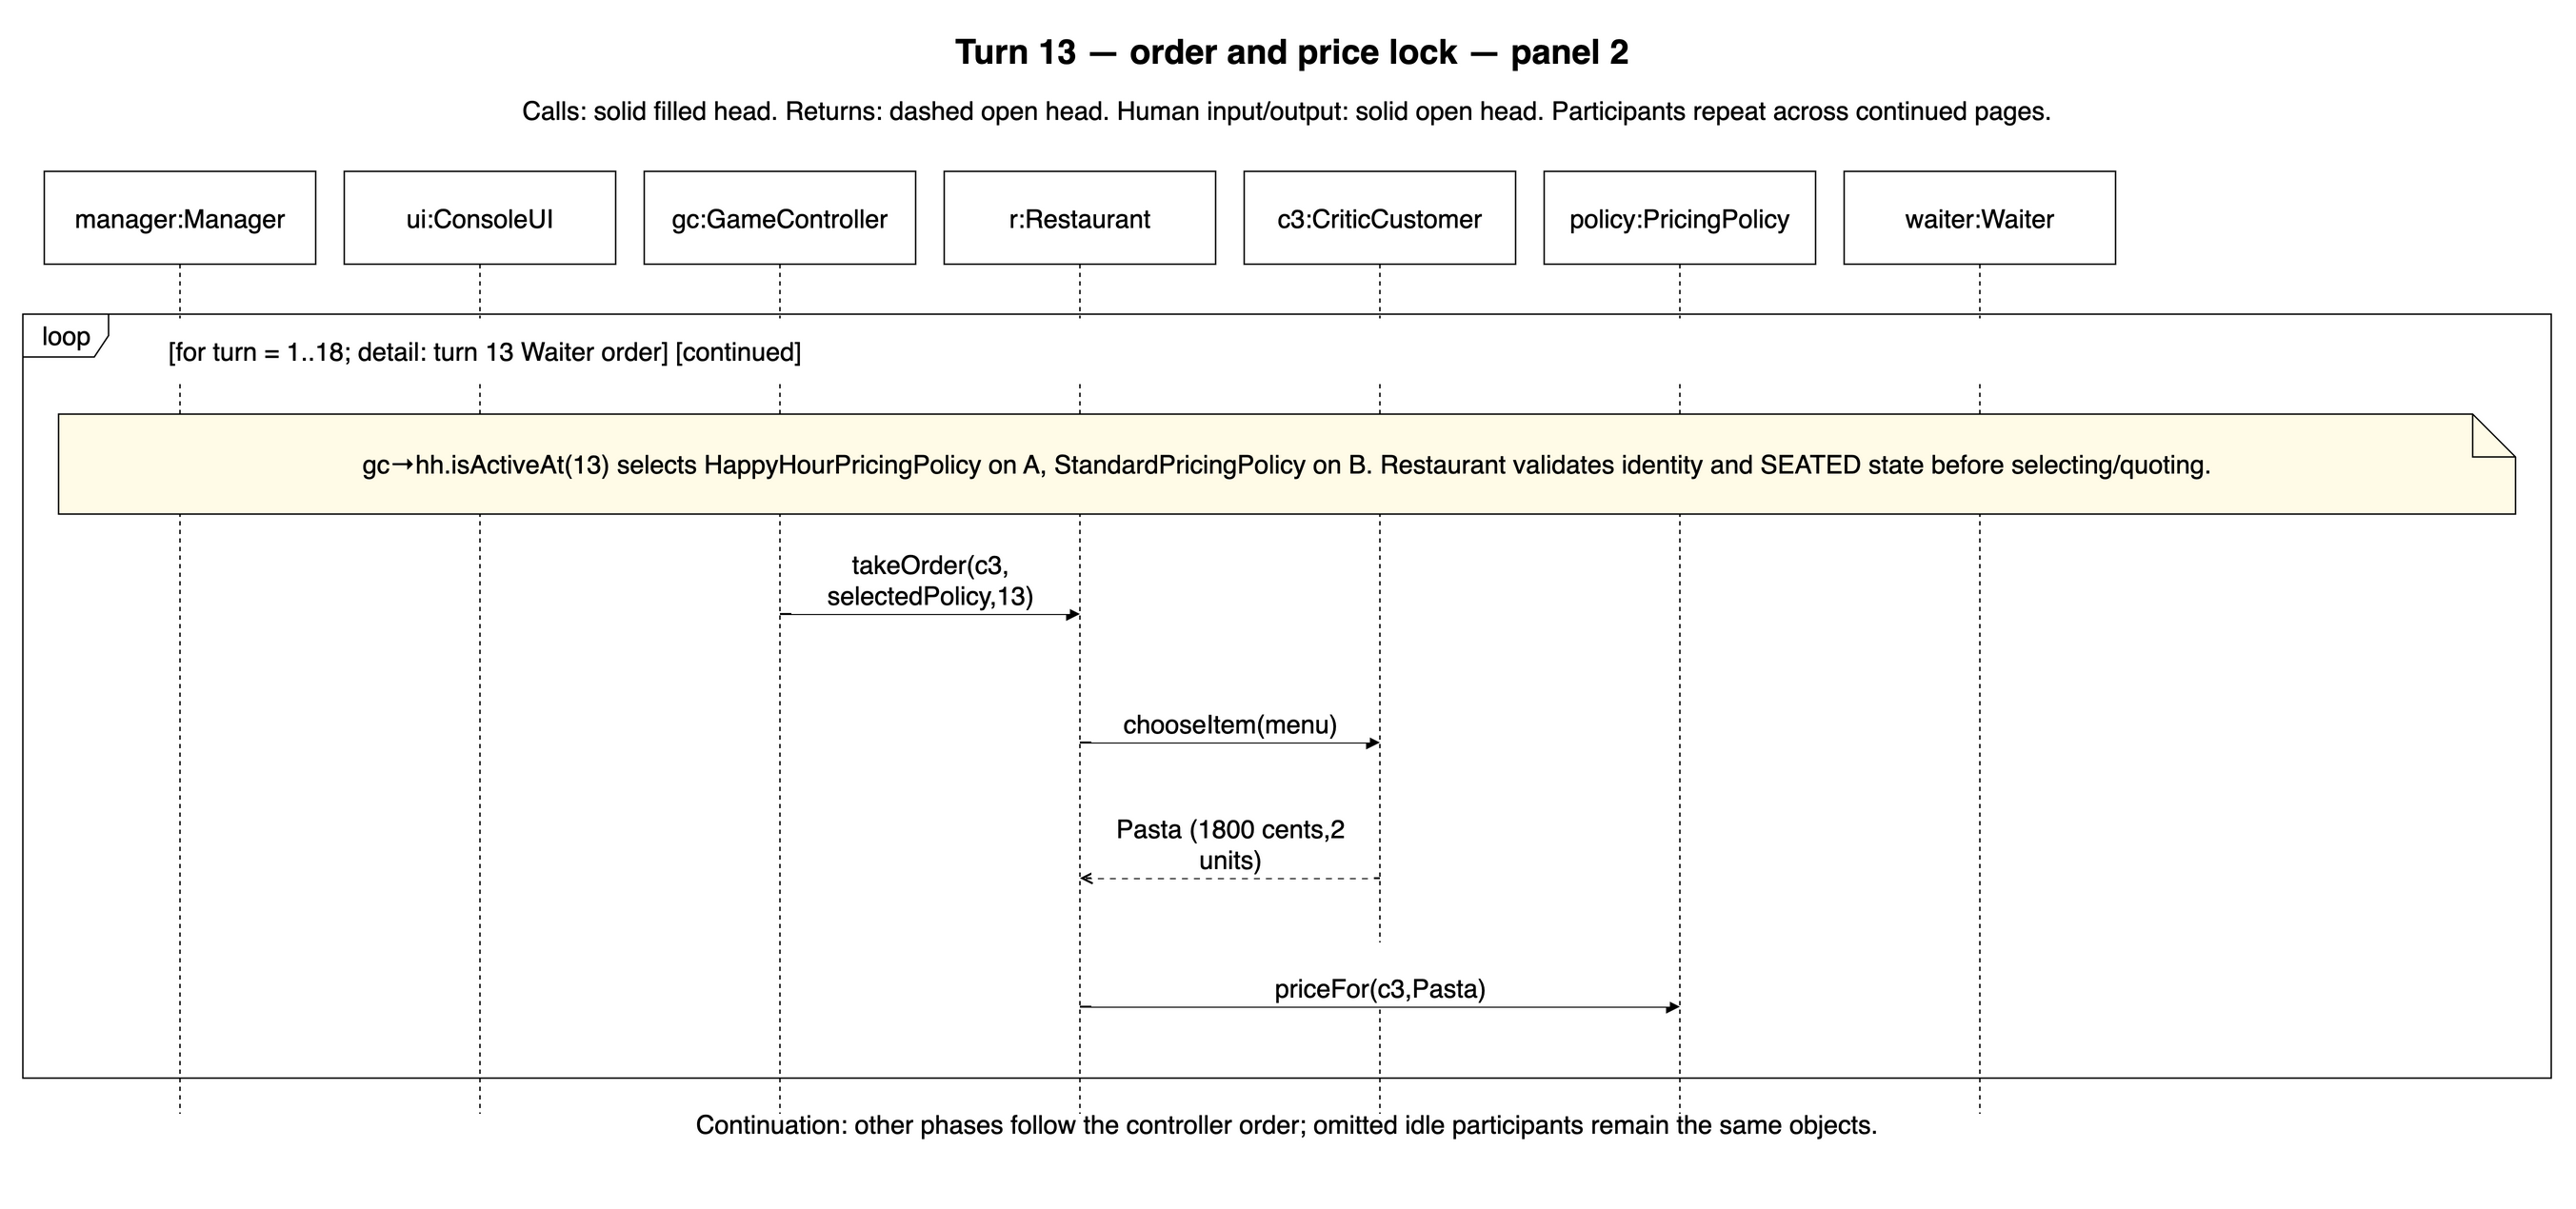 Turn 13 — order and price lock — panel 2
Calls: solid filled head. Returns: dashed open head. Human input/output: solid open head. Participants repeat across continued pages.
manager:Manager
ui:ConsoleUI
gc:GameController
r:Restaurant
c3:CriticCustomer
policy:PricingPolicy
waiter:Waiter
loop
[for turn = 1..18; detail: turn 13 Waiter order] [continued]
gc→hh.isActiveAt(13) selects HappyHourPricingPolicy on A, StandardPricingPolicy on B. Restaurant validates identity and SEATED state before selecting/quoting.
takeOrder(c3,
selectedPolicy,13)
chooseItem(menu)
Pasta (1800 cents,2
units)
priceFor(c3,Pasta)
Continuation: other phases follow the controller order; omitted idle participants remain the same objects.